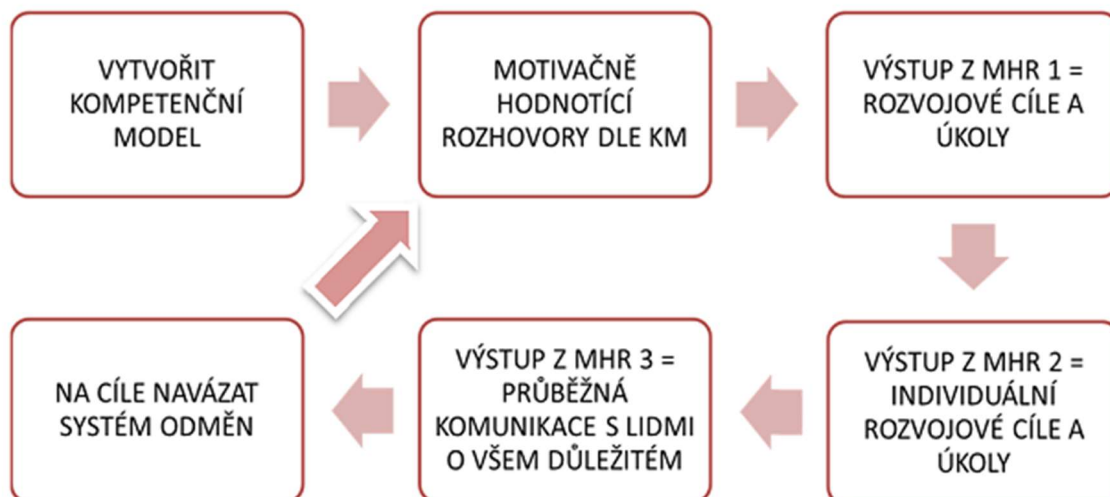 VYTVOŘIT
KOMPETENČNÍ
MODEL
MOTIVAČNĚ
HODNOTÍCÍ
ROZHOVORY DLE KM
VÝSTUP Z MHR 1 =
ROZVOJOVÉ CÍLE A
ÚKOLY
VÝSTUP Z MHR 2 =
INDIVIDUÁLNÍ
ROZVOJOVÉ CÍLE A
ÚKOLY
VÝSTUP Z MHR 3 =
PRŮBĚŽNÁ
KOMUNIKACE S LIDMI
O VŠEM DŮLEŽITÉM
NA CÍLE NAVÁZAT
SYSTÉM ODMĚN